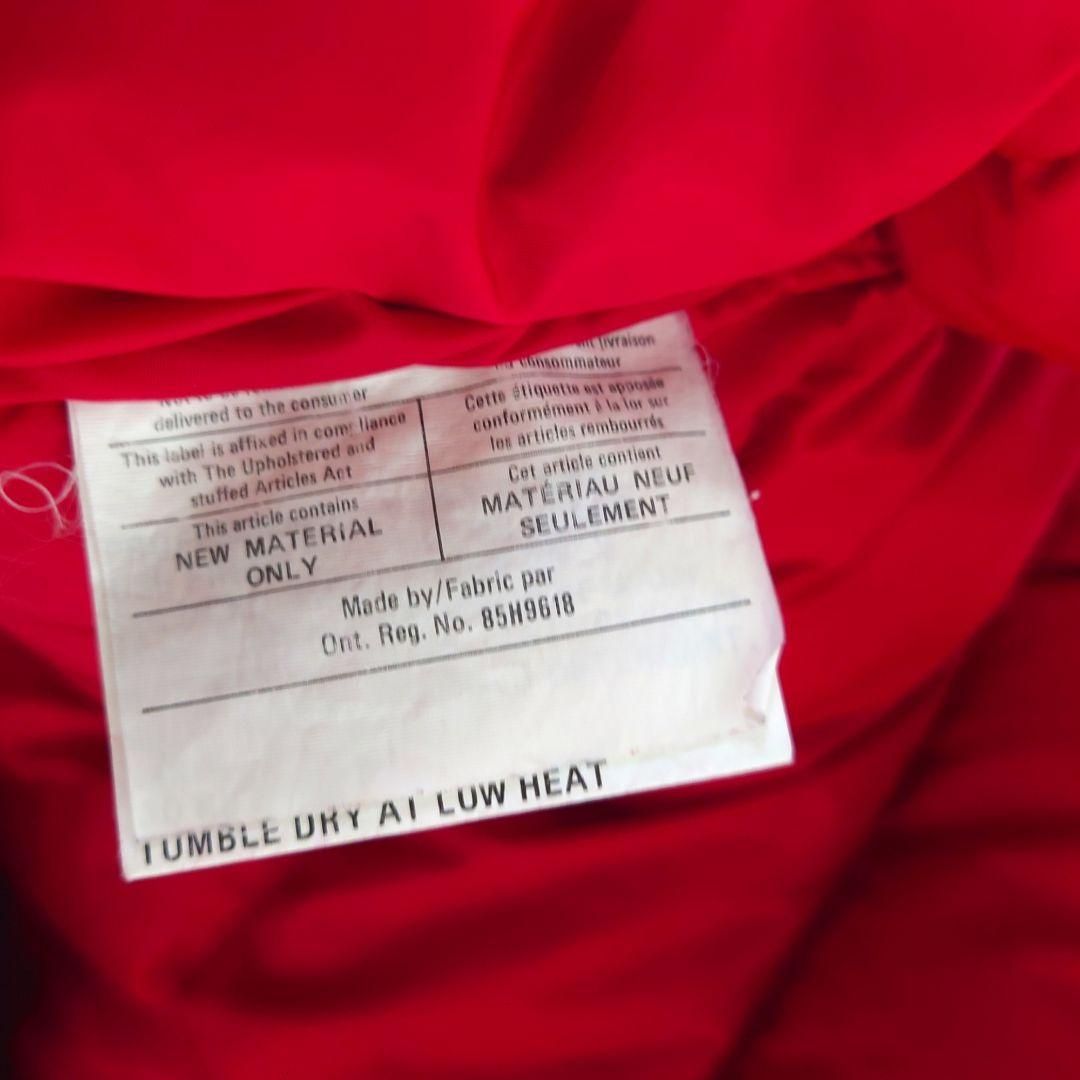 delivered to the consumer
This label is affixed in compliance
with The Upholstered and
stuffed Articles Act
This article contains
NEW MATERIAL
ONLY
livraison
consommateur
Cette étiquette est apposée
conformément à la loi sur
les articles rembourrés
Cet article contient
MATÉRIAU NEUF
SEULEMENT
Made by/Fabric par
Ont. Reg. No. 85H9618
TUMBLE DRY AT LOW HEAT